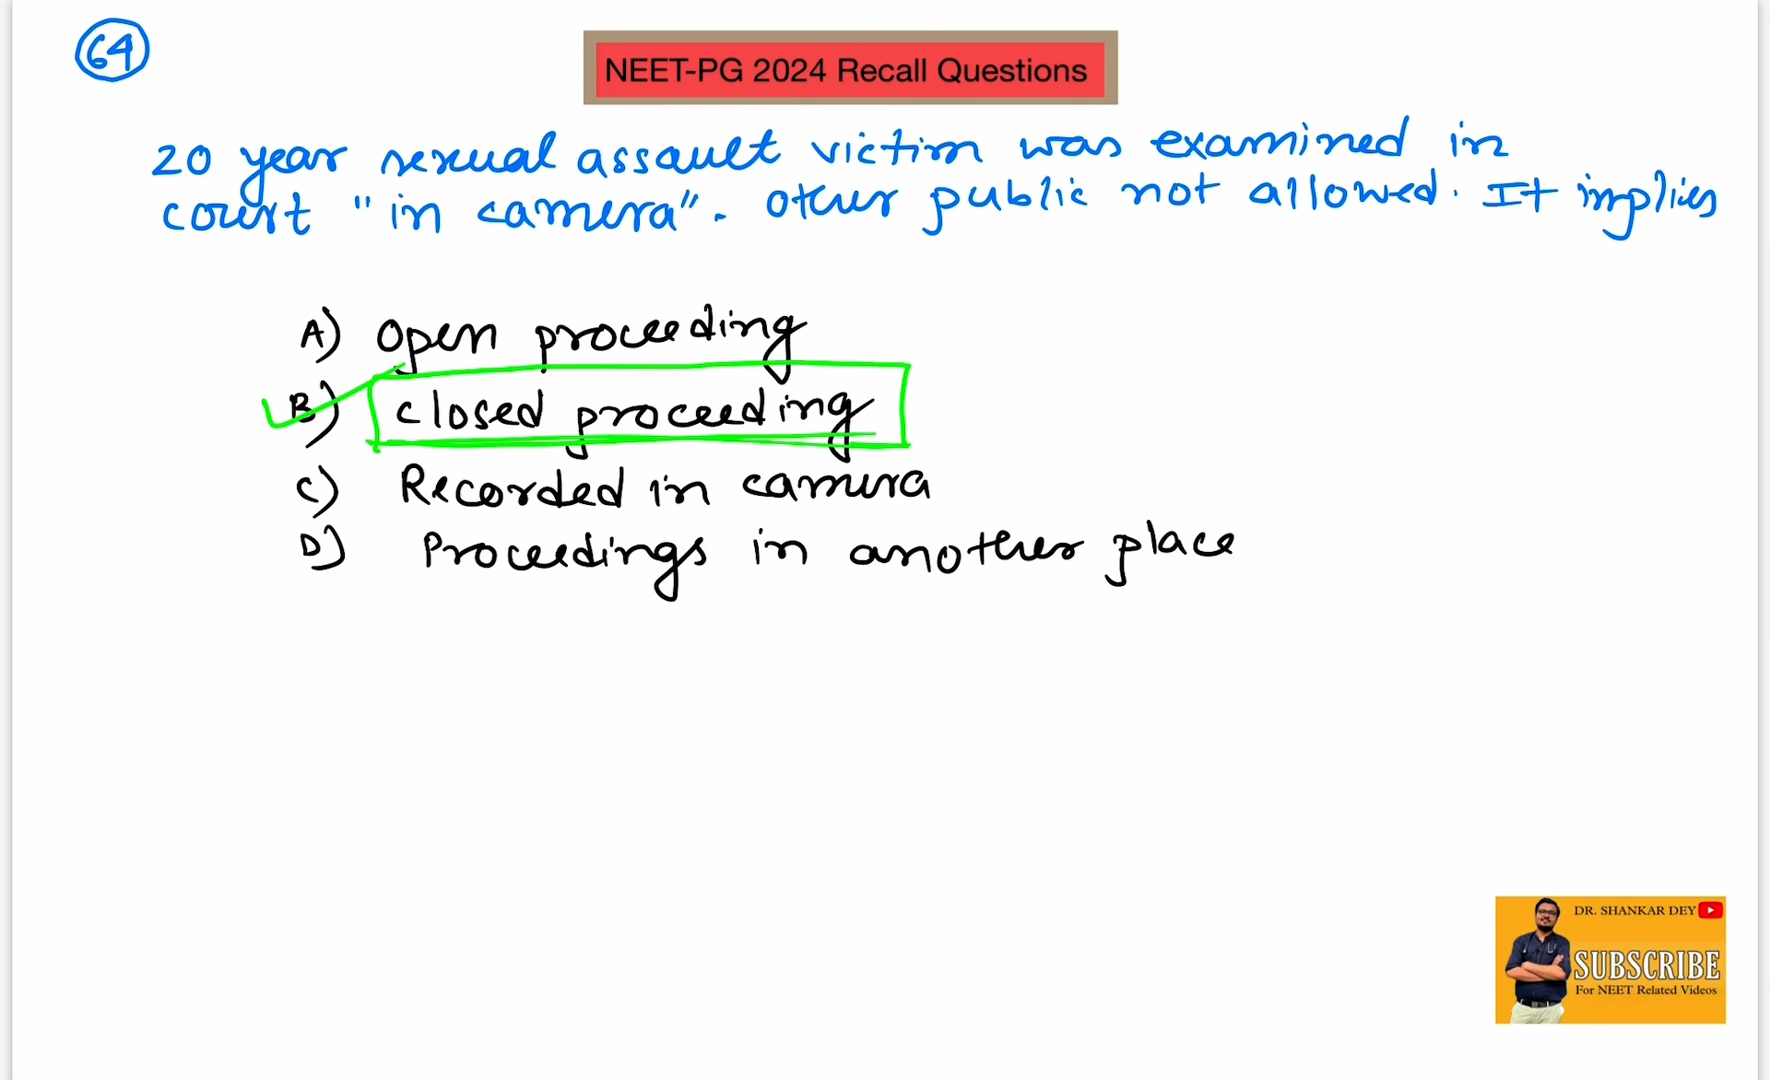 64
NEET-PG 2024 Recall Questions
20 year sexual assault victim was examined in
court "in camera". Other public not allowed. It implies
A) Open proceeding
B) closed proceeding
C) Recorded in camera
D) Proceedings in another place
DR. SHANKAR DEY
SUBSCRIBE
For NEET Related Videos